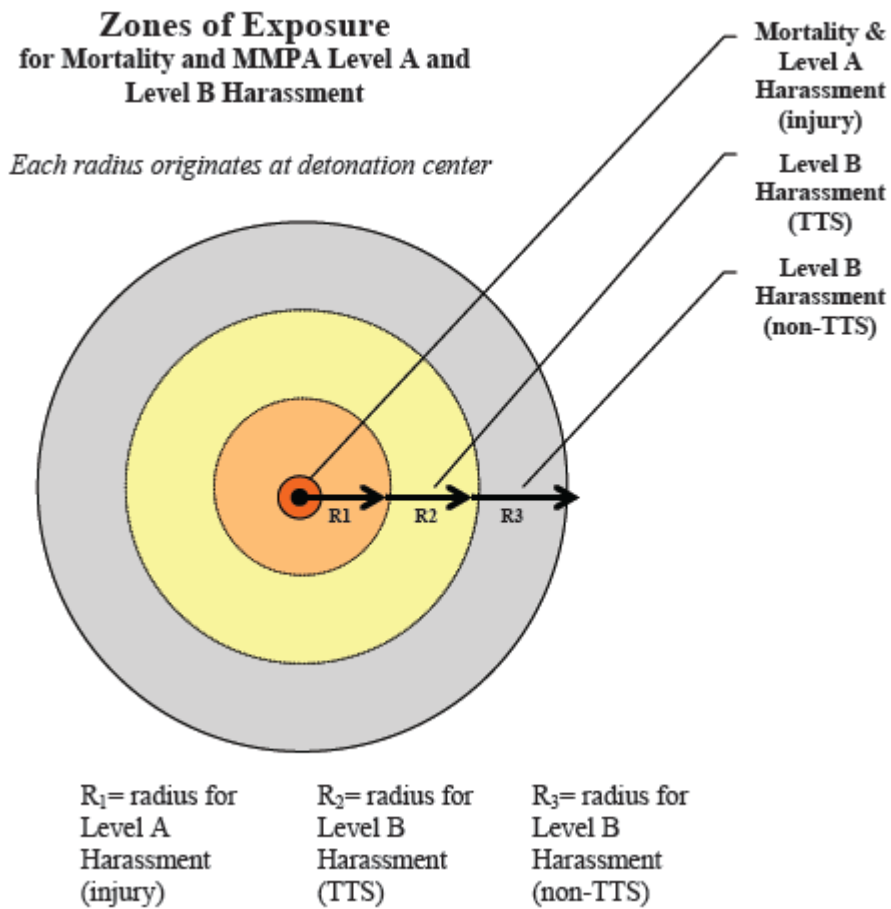 Zones of Exposure
for Mortality and MMPA Level A and
Level B Harassment
Each radius originates at detonation center
Mortality &
Level A
Harassment
(injury)
Level B
Harassment
(TTS)
Level B
Harassment
(non-TTS)
R1
R2
R3
R₁= radius for
Level A
Harassment
(injury)
R₂= radius for
Level B
Harassment
(TTS)
R₃= radius for
Level B
Harassment
(non-TTS)